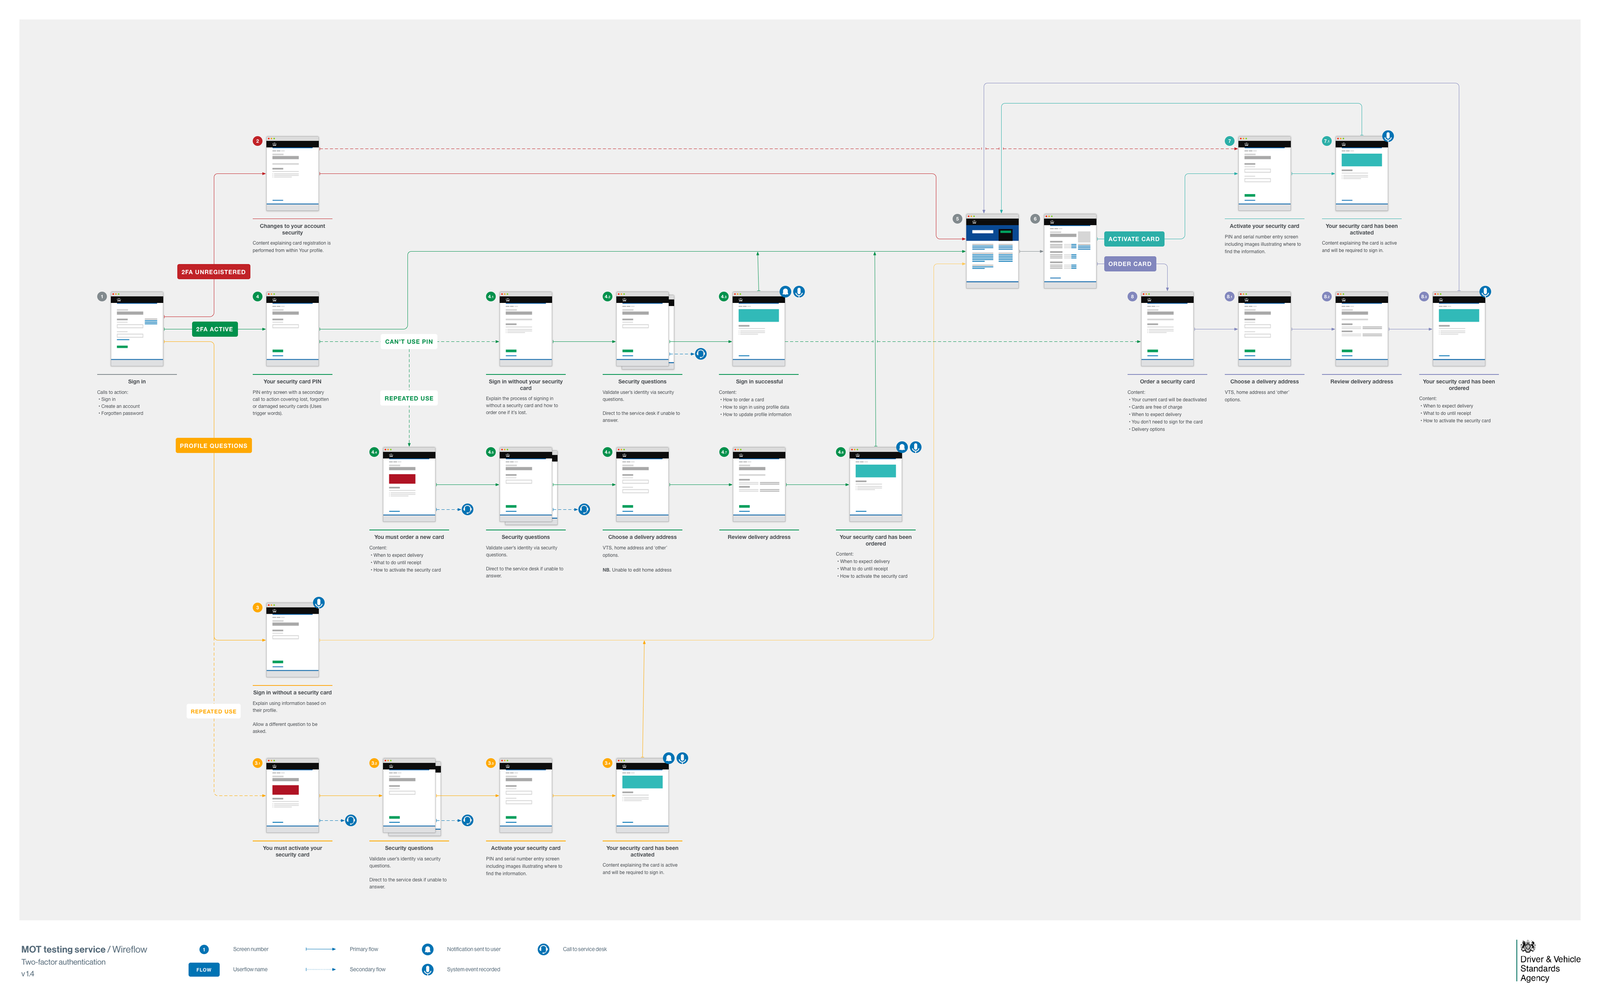 2
7
7.1
Changes to your account
security
Content explaining card registration is
performed from within Your profile.
5
6
Activate your security card
PIN and serial number entry screen
including images illustrating where to
find the information.
Your security card has been
activated
Content explaining the card is active
and will be required to sign in.
ACTIVATE CARD
ORDER CARD
2FA UNREGISTERED
1
4
2FA ACTIVE
CAN'T USE PIN
REPEATED USE
Sign in
Calls to action:
• Sign in
• Create an account
• Forgotten password
Your security card PIN
PIN entry screen with a secondary
call to action covering lost, forgotten
or damaged security cards (Uses
trigger words)
Sign in without your security
card
Explain the process of signing in
without a security card and how to
order one if it's lost.
Security questions
Validate user's identity via security
questions.
Direct to the service desk if unable to
answer.
Sign in successful
Content:
• How to order a card
• How to sign in using profile data
• How to update profile information
Order a security card
Content:
• Your current card will be deactivated
• Cards are free of charge
• When to expect delivery
• You don't need to sign for the card
• Delivery options
Choose a delivery address
VTS, home address and 'other'
options.
Review delivery address
Your security card has been
ordered
Content:
• When to expect delivery
• What to do until receipt
• How to activate the security card
PROFILE QUESTIONS
You must order a new card
Content:
• When to expect delivery
• What to do until receipt
• How to activate the security card
Security questions
Validate user's identity via security
questions.
Direct to the service desk if unable to
answer.
Choose a delivery address
VTS, home address and 'other'
options.
NB. Unable to edit home address
Review delivery address
Your security card has been
ordered
Content:
• When to expect delivery
• What to do until receipt
• How to activate the security card
3
Sign in without a security card
Explain using information based on
their profile.
Allow a different question to be
asked.
REPEATED USE
You must activate your
security card
Security questions
Validate user's identity via security
questions.
Direct to the service desk if unable to
answer.
Activate your security card
PIN and serial number entry screen
including images illustrating where to
find the information.
Your security card has been
activated
Content explaining the card is active
and will be required to sign in.
MOT testing service / Wireflow
Two-factor authentication
v 1.4
1
Screen number
FLOW
Userflow name
Primary flow
Secondary flow
Notification sent to user
System event recorded
Call to service desk
Driver & Vehicle
Standards
Agency